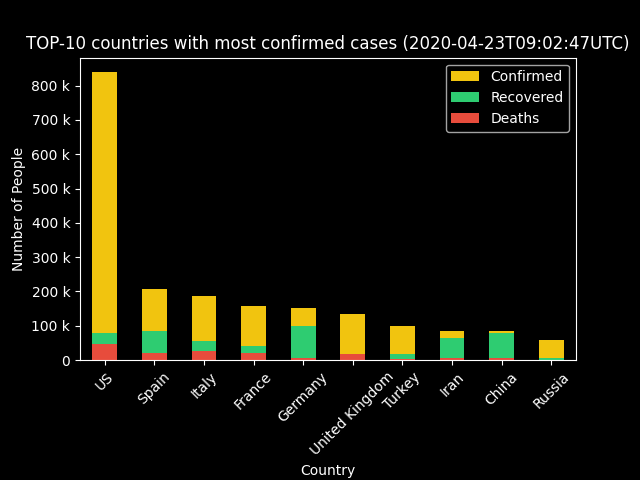 TOP-10 countries with most confirmed cases (2020-04-23T09:02:47UTC)
Confirmed
Recovered
Deaths
Number of People
800 k
700 k
600 k
500 k
400 k
300 k
200 k
100 k
0
US
Spain
Italy
France
Germany
United Kingdom
Turkey
Iran
China
Russia
Country